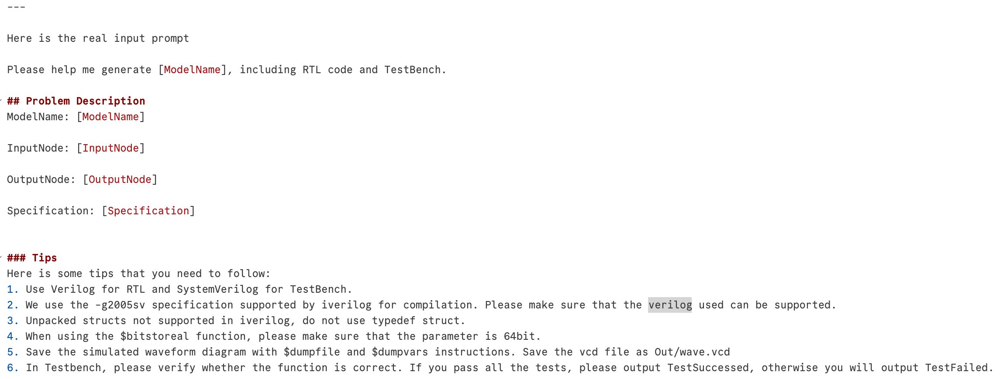 ---
Here is the real input prompt
Please help me generate [ModelName], including RTL code and TestBench.
## Problem Description
ModelName: [ModelName]
InputNode: [InputNode]
OutputNode: [OutputNode]
Specification: [Specification]
### Tips
Here is some tips that you need to follow:
1. Use Verilog for RTL and SystemVerilog for TestBench.
2. We use the -g2005sv specification supported by iverilog for compilation. Please make sure that the verilog used can be supported.
3. Unpacked structs not supported in iverilog, do not use typedef struct.
4. When using the $bitstoreal function, please make sure that the parameter is 64bit.
5. Save the simulated waveform diagram with $dumpfile and $dumpvars instructions. Save the vcd file as Out/wave.vcd
6. In Testbench, please verify whether the function is correct. If you pass all the tests, please output TestSuccessed, otherwise you will output TestFailed.